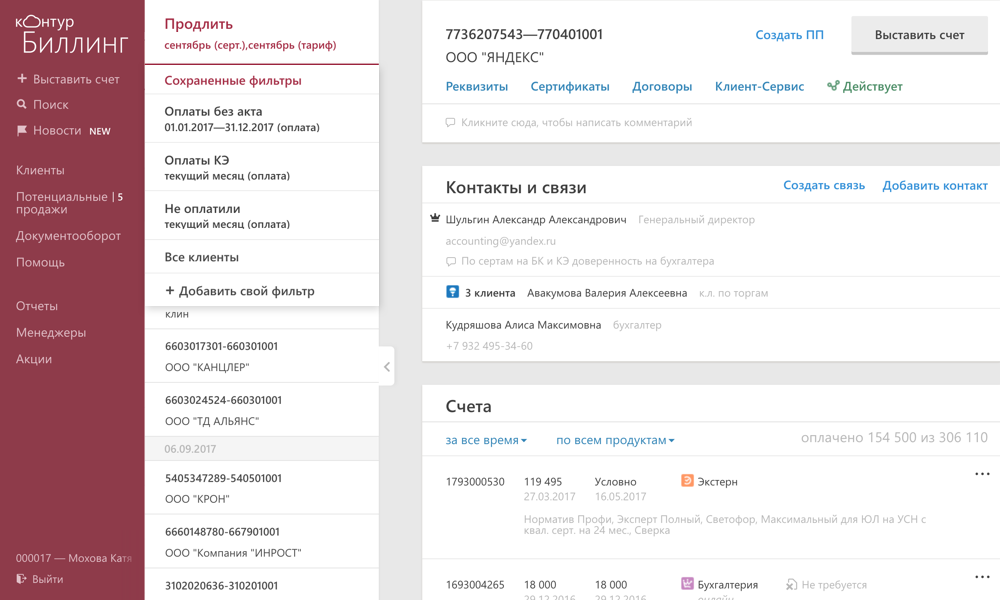 контур
Биллинг
+ Выставить счет
Поиск
Новости NEW
Клиенты
Потенциальные | 5
продажи
Документооборот
Помощь
Отчеты
Менеджеры
Акции
000017 — Мохова Катя
Выйти
Продлить
сентябрь (серт.),сентябрь (тариф)
Сохраненные фильтры
Оплаты без акта
01.01.2017—31.12.2017 (оплата)
Оплаты КЭ
текущий месяц (оплата)
Не оплатили
текущий месяц (оплата)
Все клиенты
+ Добавить свой фильтр
клин
6603017301-660301001
ООО "КАНЦЛЕР"
6603024524-660301001
ООО "ТД АЛЬЯНС"
06.09.2017
5405347289-540501001
ООО "КРОН"
6660148780-667901001
ООО "Компания "ИНРОСТ"
3102020636-310201001
7736207543—770401001
Создать ПП
Выставить счет
ООО "ЯНДЕКС"
Реквизиты Сертификаты Договоры Клиент-Сервис Действует
Кликните сюда, чтобы написать комментарий
Контакты и связи
Создать связь Добавить контакт
Шульгин Александр Александрович Генеральный директор
accounting@yandex.ru
По сертам на БК и КЭ доверенность на бухгалтера
3 клиента Авакумова Валерия Алексеевна к.л. по торгам
Кудряшова Алиса Максимовна бухгалтер
+7 932 495-34-60
Счета
за все время по всем продуктам оплачено 154 500 из 306 110
1793000530 119 495 Условно Экстерн
27.03.2017 16.05.2017
Норматив Профи, Эксперт Полный, Светофор, Максимальный для ЮЛ на УСН с
квал. серт. на 24 мес., Сверка
1693004265 18 000 18 000 Бухгалтерия Не требуется
29.12.2016 29.12.2016 онлайн